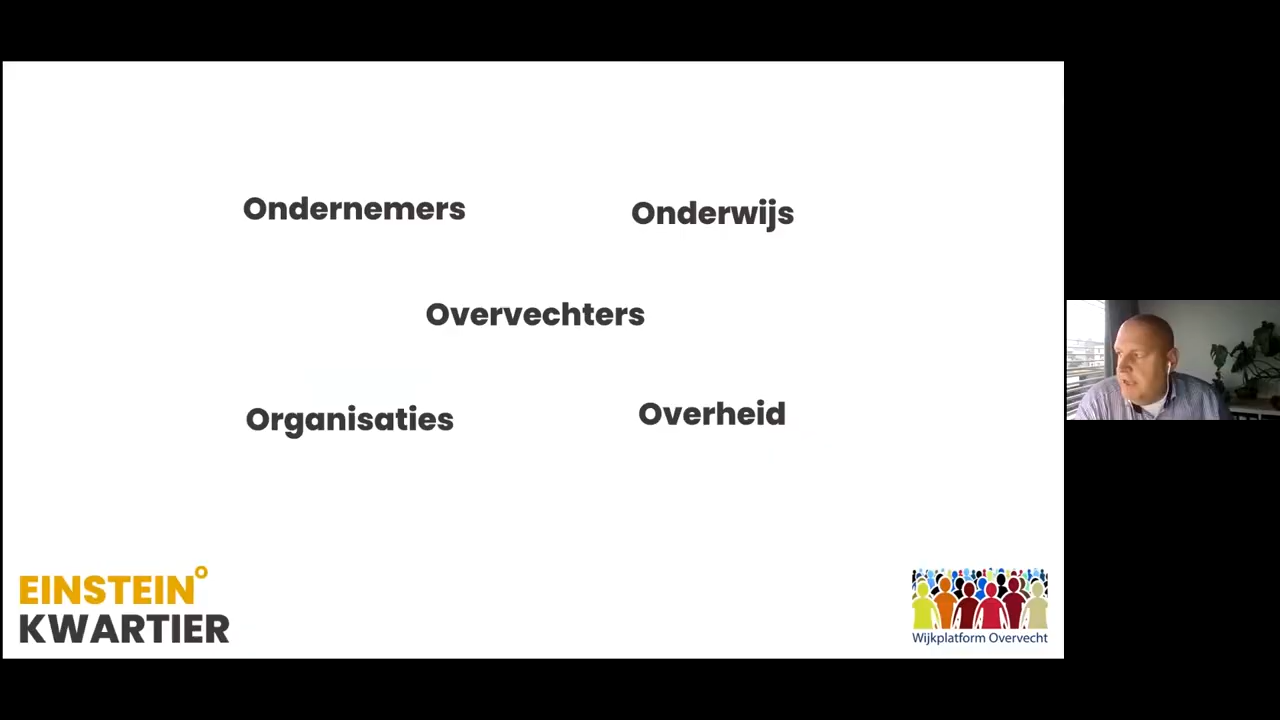 Ondernemers
Onderwijs
Overvechters
Organisaties
Overheid
EINSTEIN°
KWARTIER
Wijkplatform Overvecht